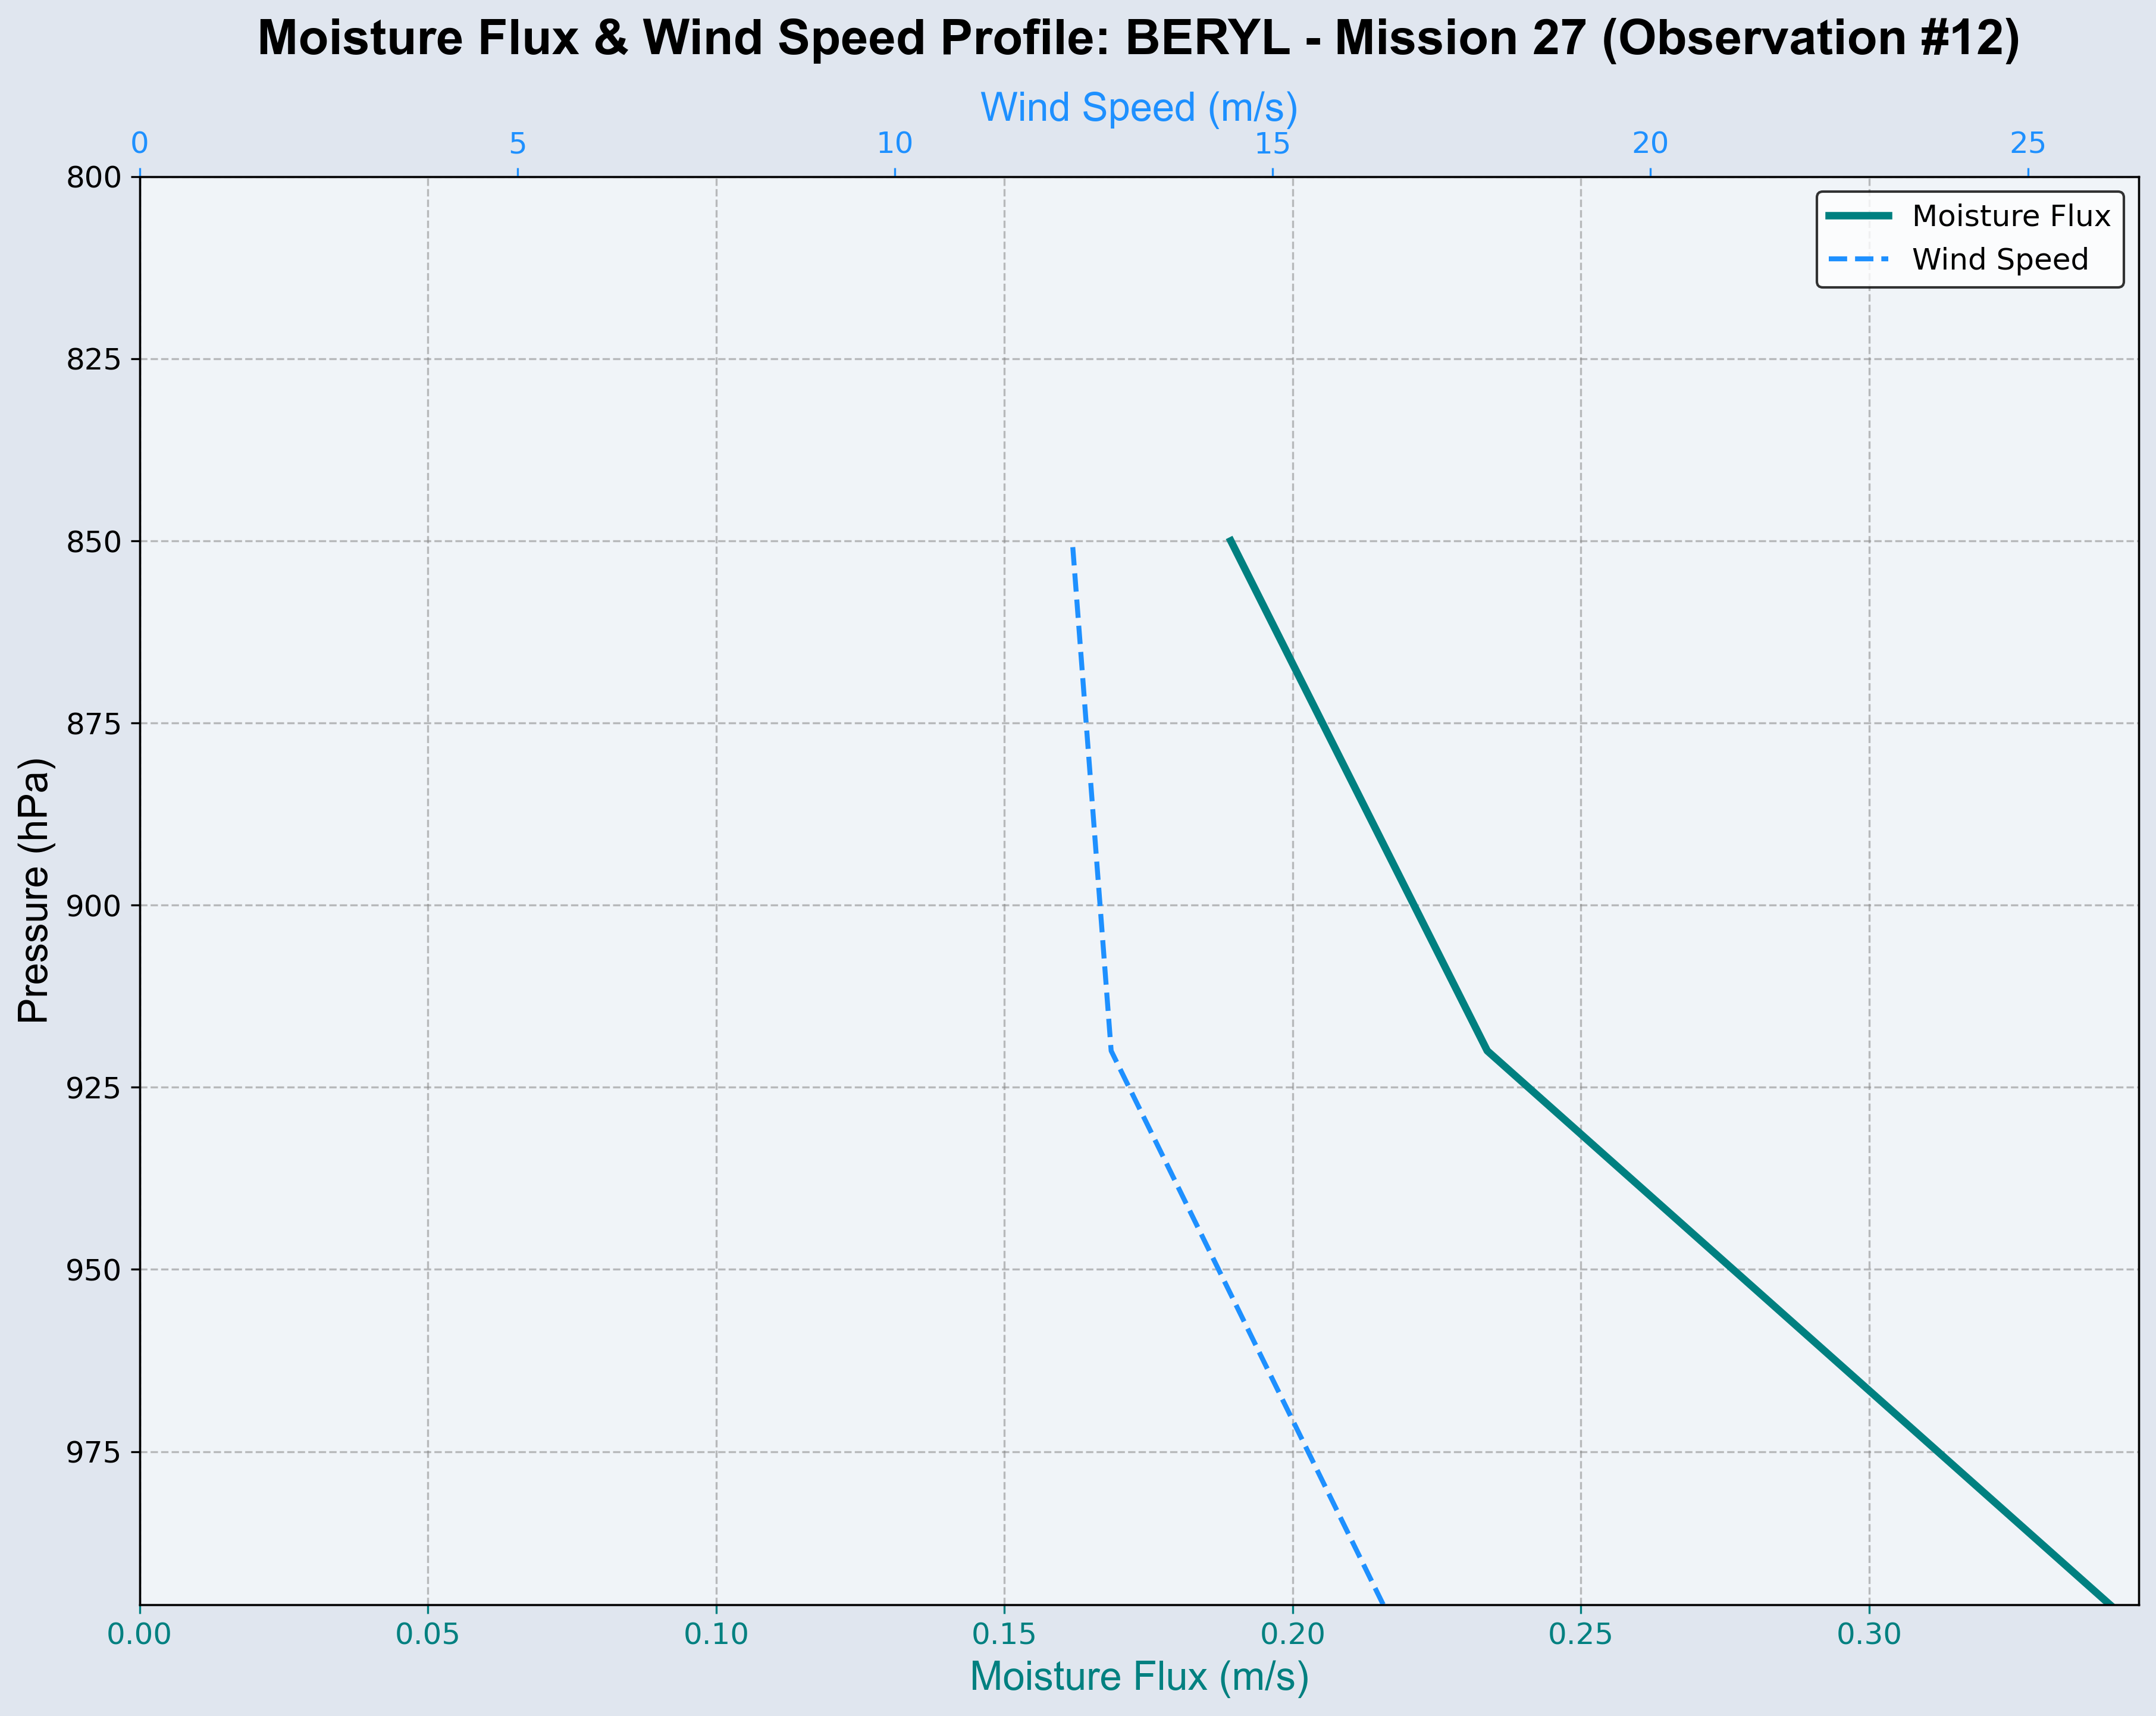 Moisture Flux & Wind Speed Profile: BERYL - Mission 27 (Observation #12)
Wind Speed (m/s)
0 5 10 15 20 25
Moisture Flux
Wind Speed
800
825
850
875
900
925
950
975
Pressure (hPa)
0.00 0.05 0.10 0.15 0.20 0.25 0.30
Moisture Flux (m/s)